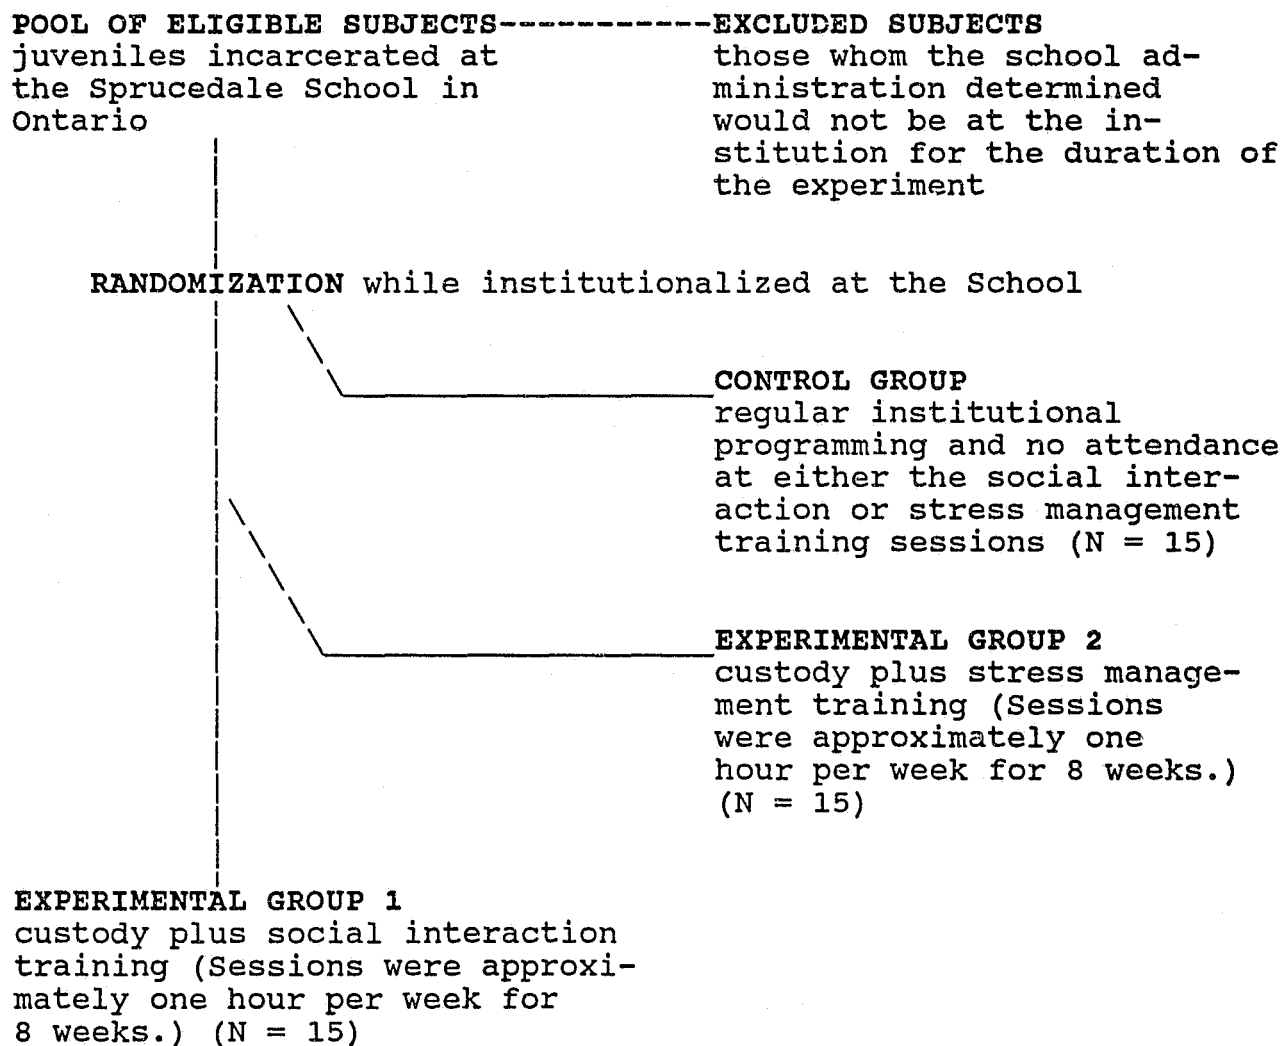 POOL OF ELIGIBLE SUBJECTS-----------EXCLUDED SUBJECTS
juveniles incarcerated at
the Sprucedale School in
Ontario
those whom the school ad-
ministration determined
would not be at the in-
stitution for the duration of
the experiment
RANDOMIZATION while institutionalized at the School
CONTROL GROUP
regular institutional
programming and no attendance
at either the social inter-
action or stress management
training sessions (N = 15)
EXPERIMENTAL GROUP 2
custody plus stress manage-
ment training (Sessions
were approximately one
hour per week for 8 weeks.)
(N = 15)
EXPERIMENTAL GROUP 1
custody plus social interaction
training (Sessions were approxi-
mately one hour per week for
8 weeks.) (N = 15)